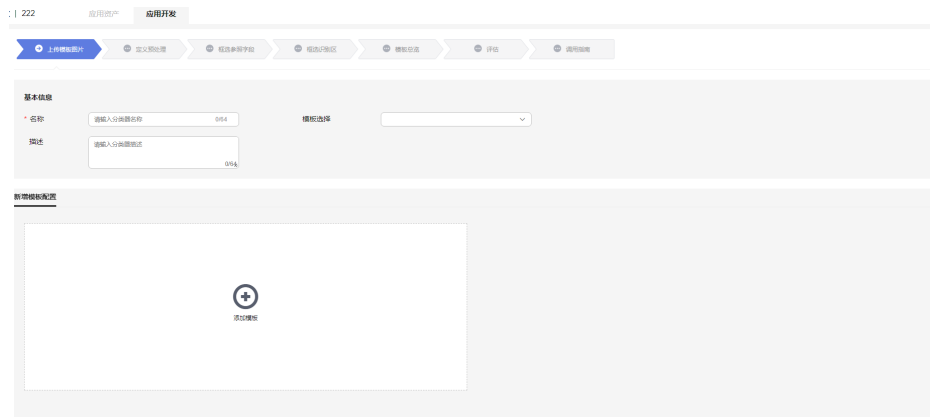 : | 222 应用资产 应用开发
上传模板图片 定义预处理 框选参照字段 框选识别区 模板总览 评估 调用指南
基本信息
* 名称 请输入分类器名称 0/64 模板选择
描述 请输入分类器描述
0/64
新增模板配置
添加模板